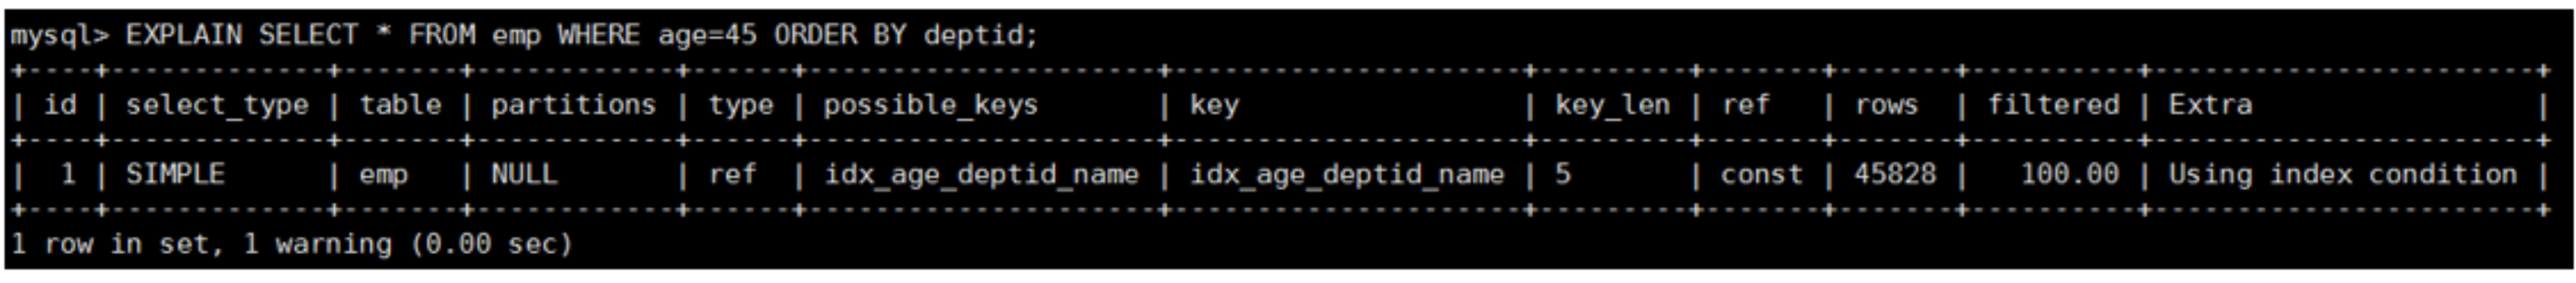 mysql> EXPLAIN SELECT * FROM emp WHERE age=45 ORDER BY deptid;
+----+-------------+-------+------------+------+---------------------+---------------------+---------+-------+-------+----------+-----------------------+
| id | select_type | table | partitions | type | possible_keys       | key                 | key_len | ref   | rows  | filtered | Extra                 |
+----+-------------+-------+------------+------+---------------------+---------------------+---------+-------+-------+----------+-----------------------+
|  1 | SIMPLE      | emp   | NULL       | ref  | idx_age_deptid_name | idx_age_deptid_name | 5       | const | 45828 |   100.00 | Using index condition |
+----+-------------+-------+------------+------+---------------------+---------------------+---------+-------+-------+----------+-----------------------+
1 row in set, 1 warning (0.00 sec)